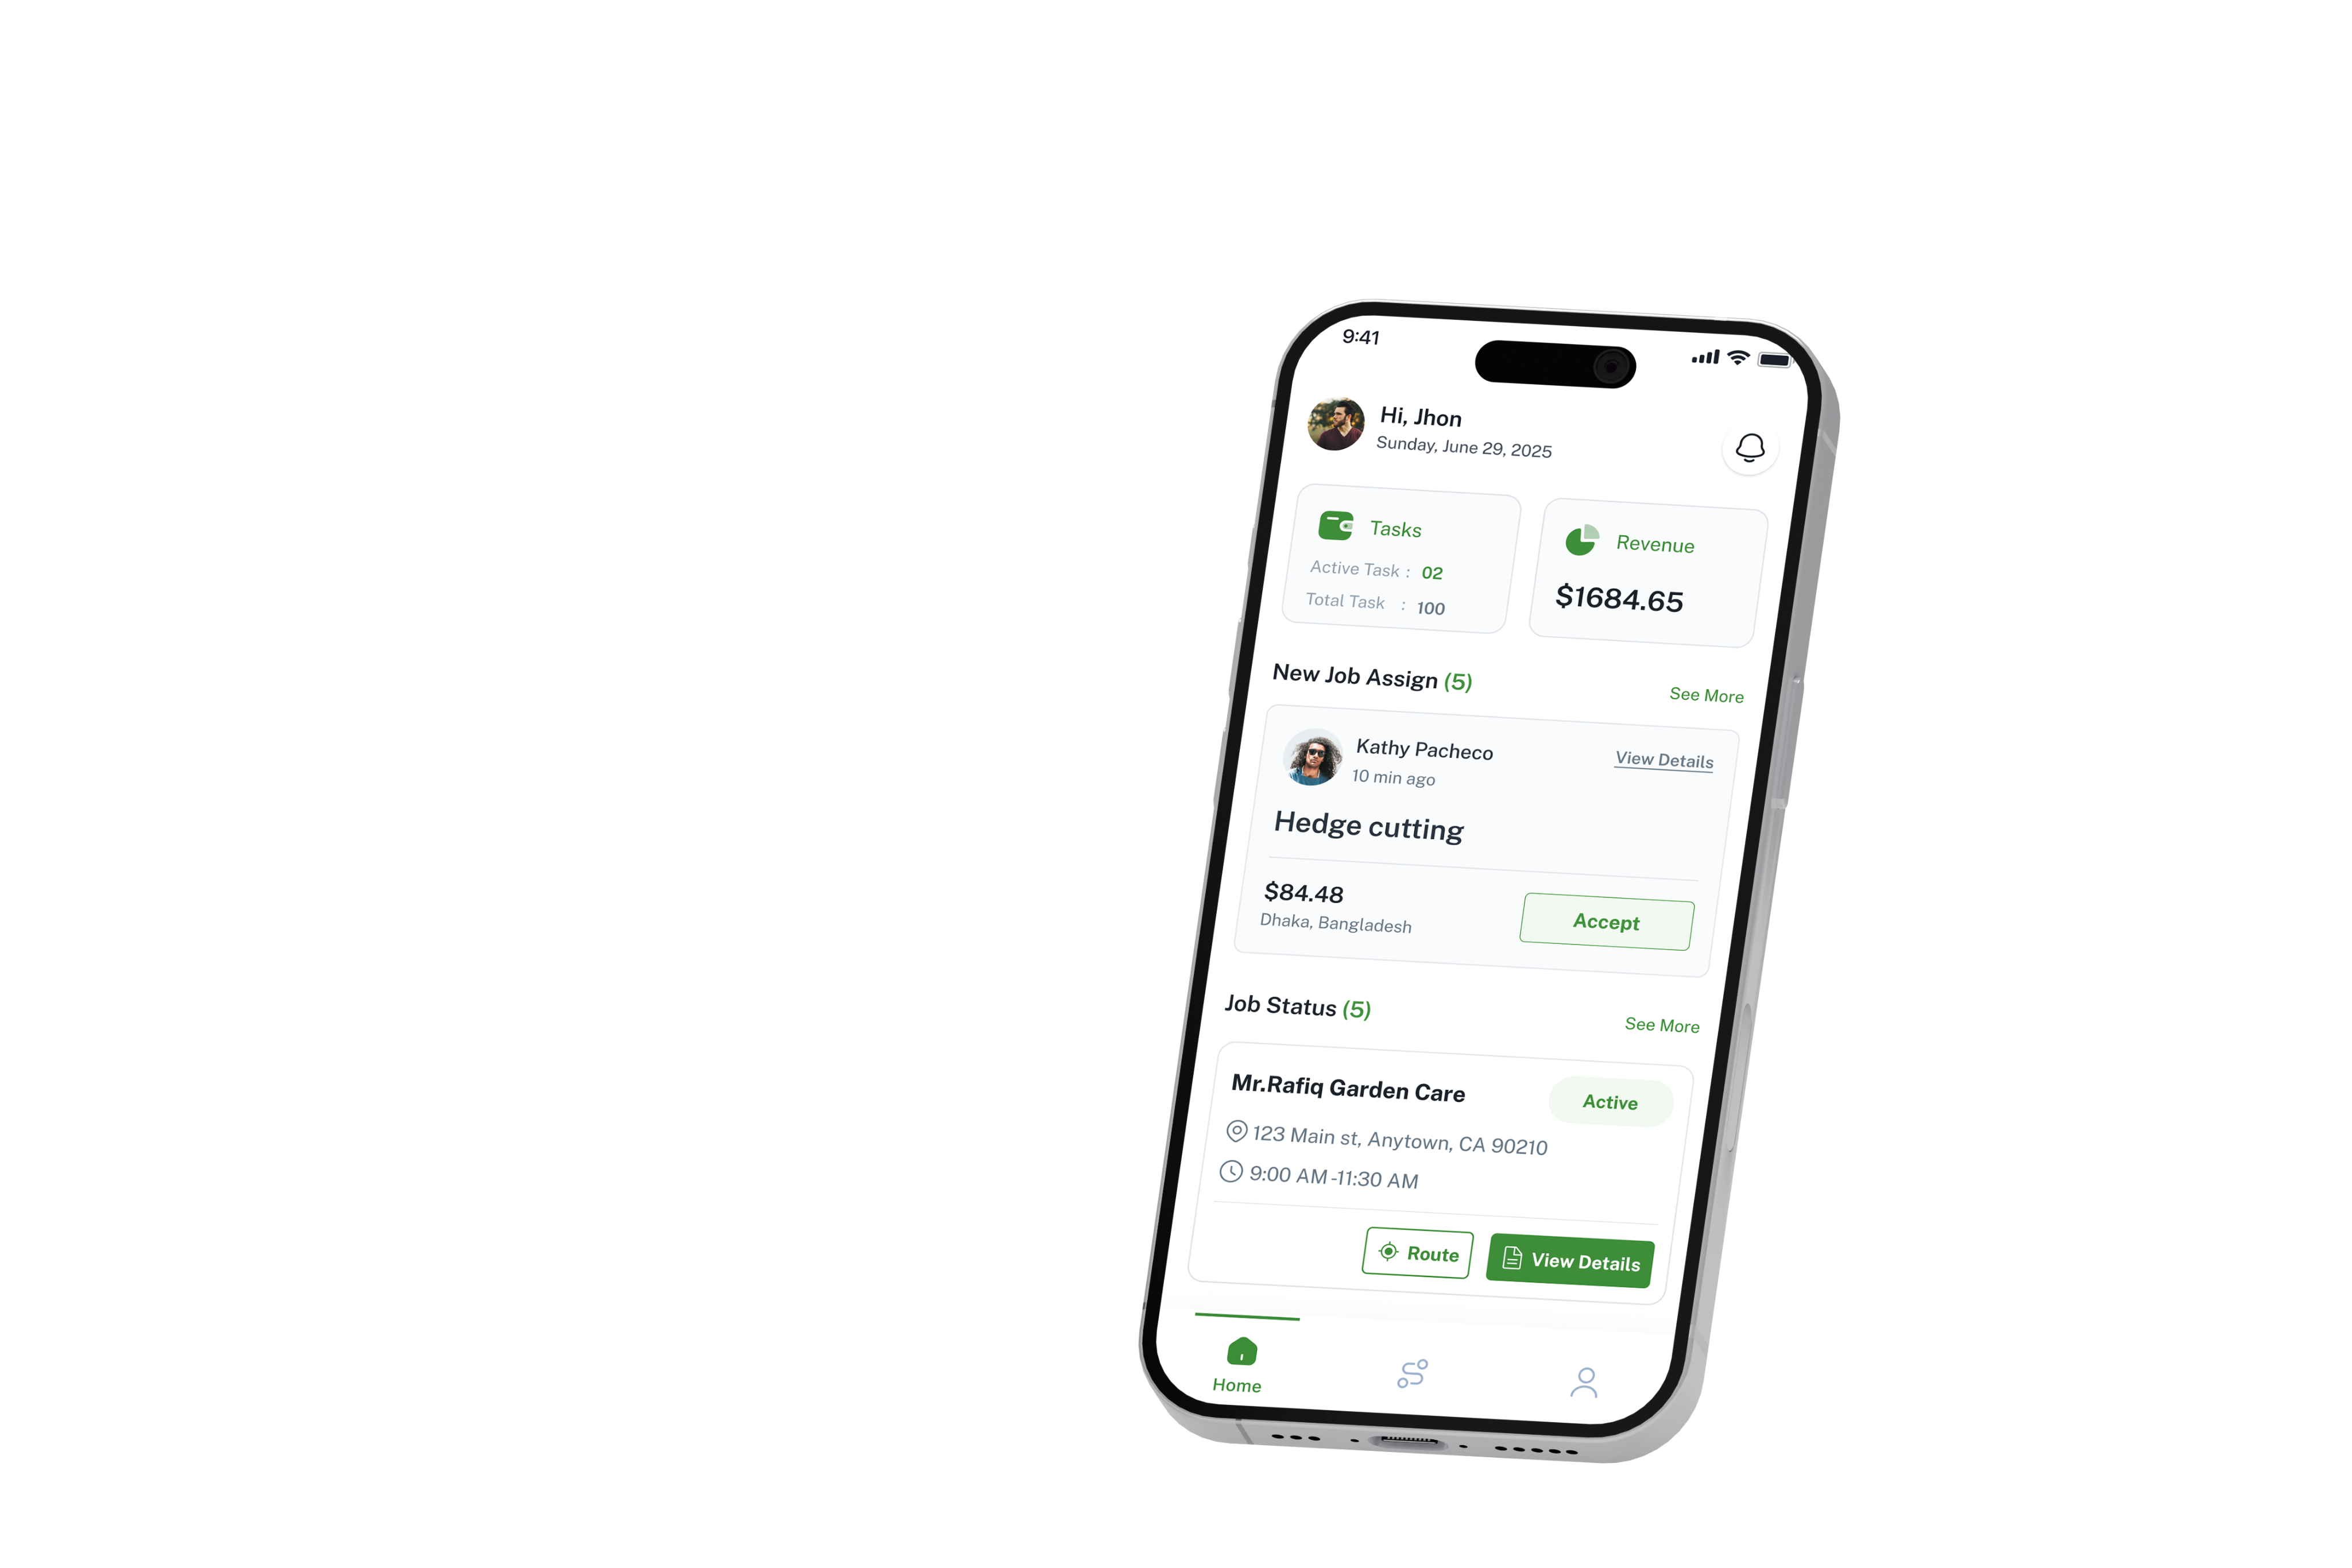 9:41
Hi, Jhon
Sunday, June 29, 2025
Tasks
Active Task : 02
Total Task : 100
Revenue
$1684.65
New Job Assign (5)
See More
Kathy Pacheco
10 min ago
View Details
Hedge cutting
$84.48
Dhaka, Bangladesh
Accept
Job Status (5)
See More
Mr.Rafiq Garden Care
Active
123 Main st, Anytown, CA 90210
9:00 AM -11:30 AM
Route
View Details
Home